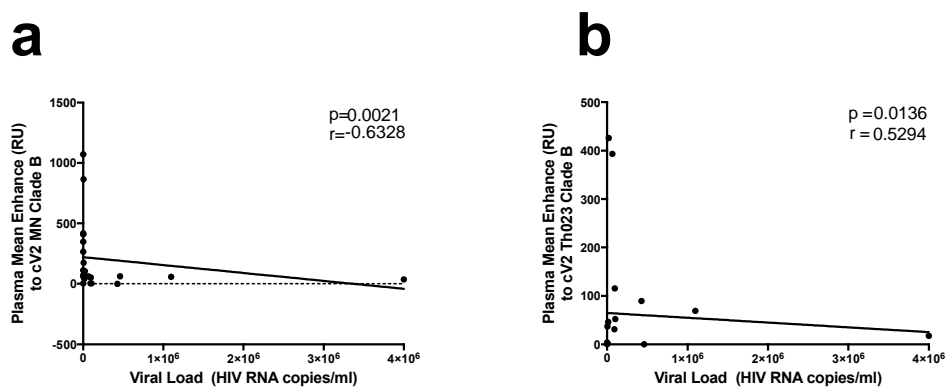 a
p=0.0021
r=-0.6328
1500
1000
500
0
-500
Plasma Mean Enhance (RU)
to cV2 MN Clade B
0
1×10⁶
2×10⁶
3×10⁶
4×10⁶
Viral Load (HIV RNA copies/ml)
b
p =0.0136
r = 0.5294
500
400
300
200
100
0
Plasma Mean Enhance (RU)
to cV2 Th023 Clade B
0
1×10⁶
2×10⁶
3×10⁶
4×10⁶
Viral Load (HIV RNA copies/ml)